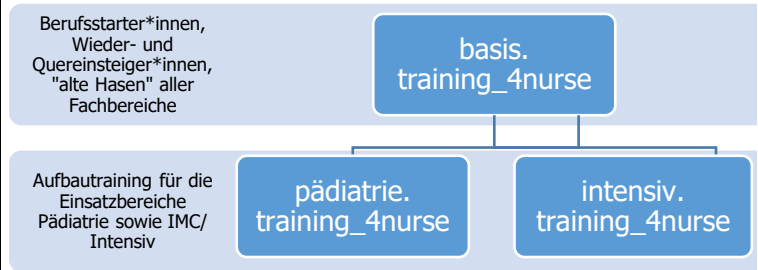 Berufsstarter*innen,
Wieder- und
Quereinsteiger*innen,
"alte Hasen" aller
Fachbereiche
basis.
training_4nurse
Aufbautraining für die
Einsatzbereiche
Pädiatrie sowie IMC/
Intensiv
pädiatrie.
training_4nurse
intensiv.
training_4nurse